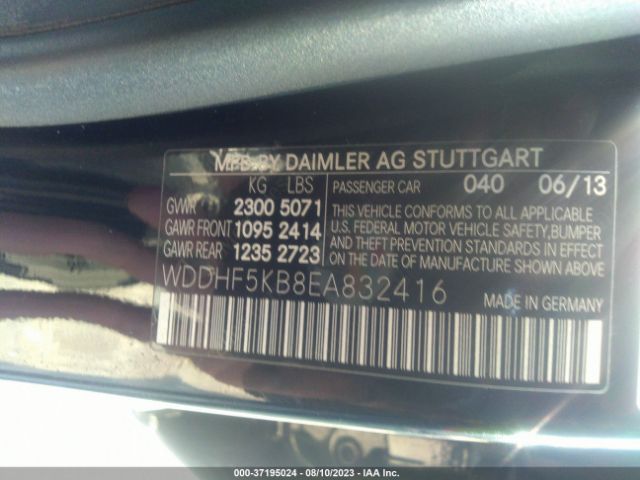 MFD. BY DAIMLER AG STUTTGART
KG LBS
GVWR 2300 5071
GAWR FRONT 1095 2414
GAWR REAR 1235 2723
PASSENGER CAR 040 06/13
THIS VEHICLE CONFORMS TO ALL APPLICABLE
U.S. FEDERAL MOTOR VEHICLE SAFETY, BUMPER
AND THEFT PREVENTION STANDARDS IN EFFECT
ON THE DATE OF MANUFACTURE SHOWN ABOVE.
WDDHF5KB8EA832416
MADE IN GERMANY
000-37195024 - 08/10/2023 - IAA Inc.